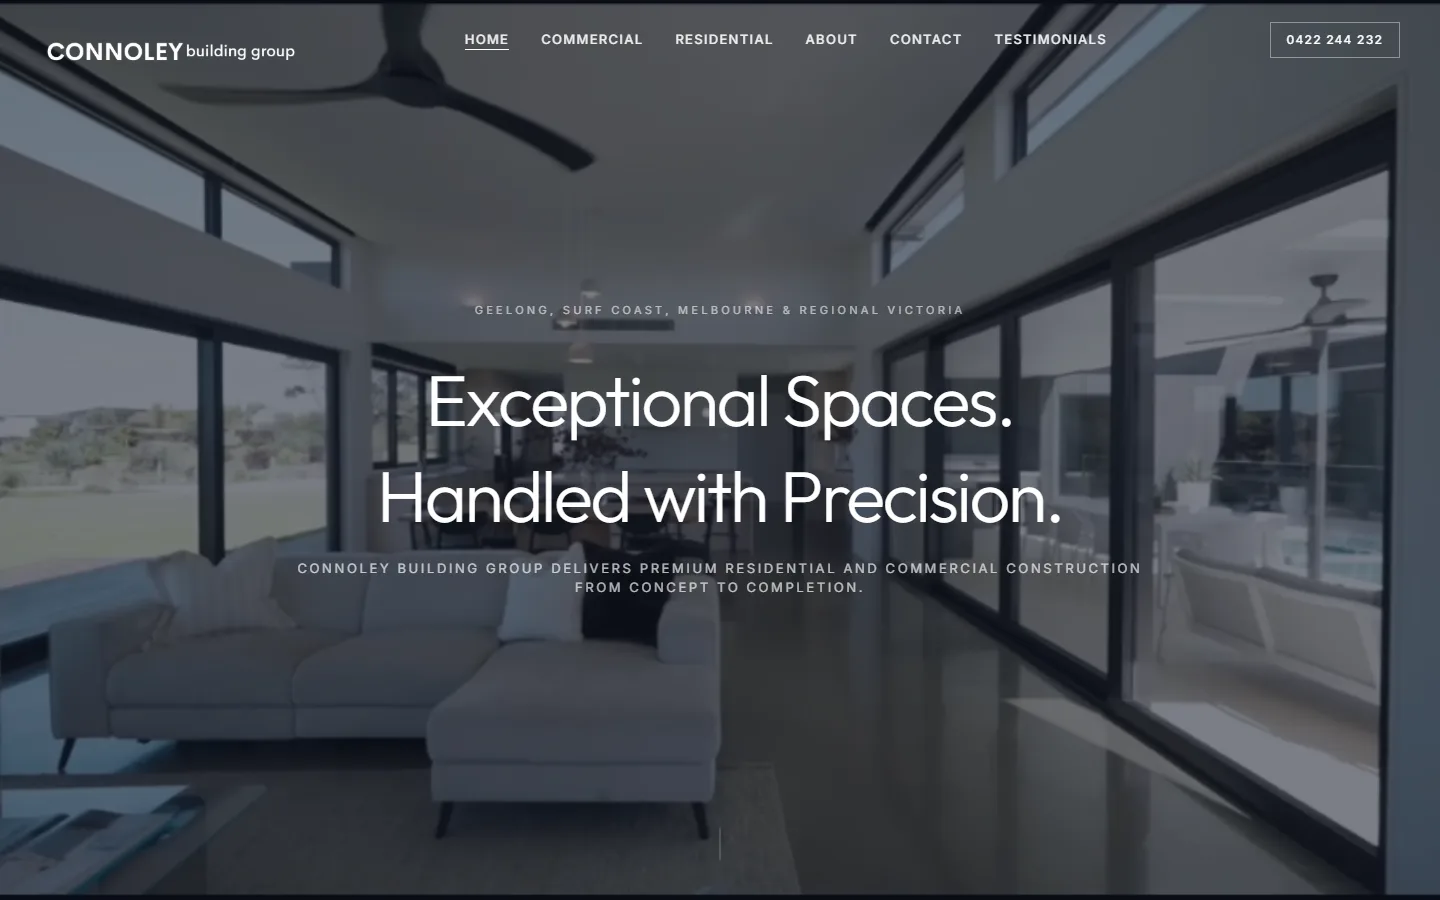 CONNOLEY building group
HOME COMMERCIAL RESIDENTIAL ABOUT CONTACT TESTIMONIALS
0422 244 232
GEELONG, SURF COAST, MELBOURNE & REGIONAL VICTORIA
Exceptional Spaces.
Handled with Precision.
CONNOLEY BUILDING GROUP DELIVERS PREMIUM RESIDENTIAL AND COMMERCIAL CONSTRUCTION
FROM CONCEPT TO COMPLETION.